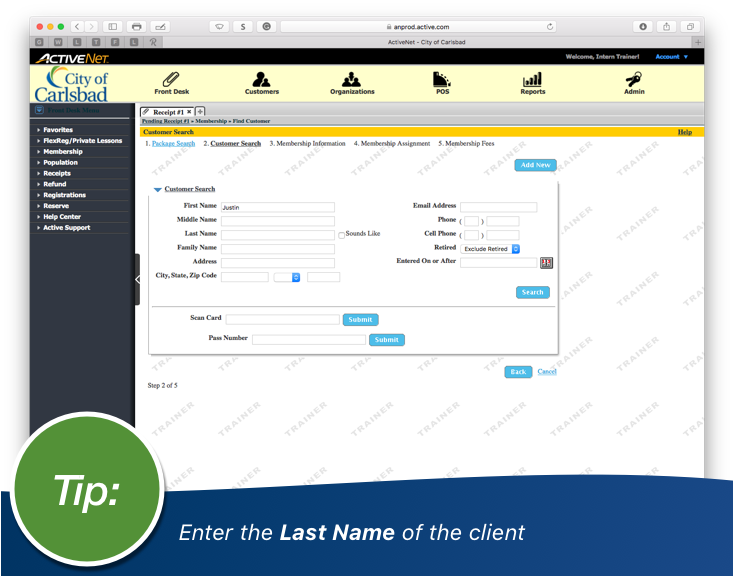 S
anprod.active.com
G W L T F L
ActiveNet - City of Carlsbad
+
ACTIVENet Welcome, Intern Trainer! Account ▼
City of
Carlsbad
Front Desk Customers Organizations POS Reports Admin
Receipt #1 × +
Pending Receipt #1 » Membership » Find Customer
Customer Search Help
1. Package Search 2. Customer Search 3. Membership Information 4. Membership Assignment 5. Membership Fees
Add New
Favorites
FlexReg/Private Lessons
Membership
Population
Receipts
Refund
Registrations
Reserve
Help Center
Active Support
Customer Search
First Name Justin Email Address
Middle Name Phone ( )
Last Name Sounds Like Cell Phone ( )
Family Name Retired Exclude Retired
Address Entered On or After
City, State, Zip Code
Search
Scan Card Submit
Pass Number Submit
Back Cancel
Step 2 of 5
TRAINER
Tip:
Enter the Last Name of the client